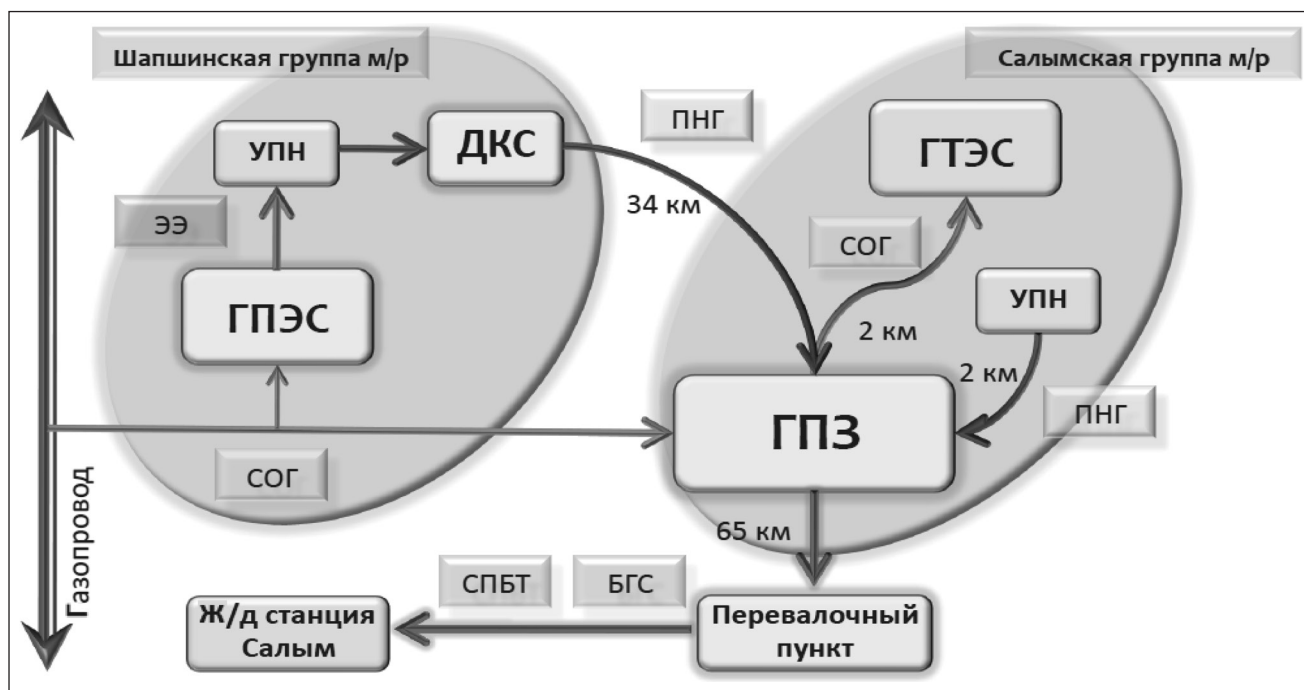 Шапшинская группа м/р
Салымская группа м/р
УПН
ДКС
ПНГ
ГТЭС
34 км
ЭЭ
СОГ
ГПЭС
УПН
2 км
2 км
ПНГ
ГПЗ
СОГ
Газопровод
65 км
СПБТ
БГС
Ж/д станция
Салым
Перевалочный
пункт